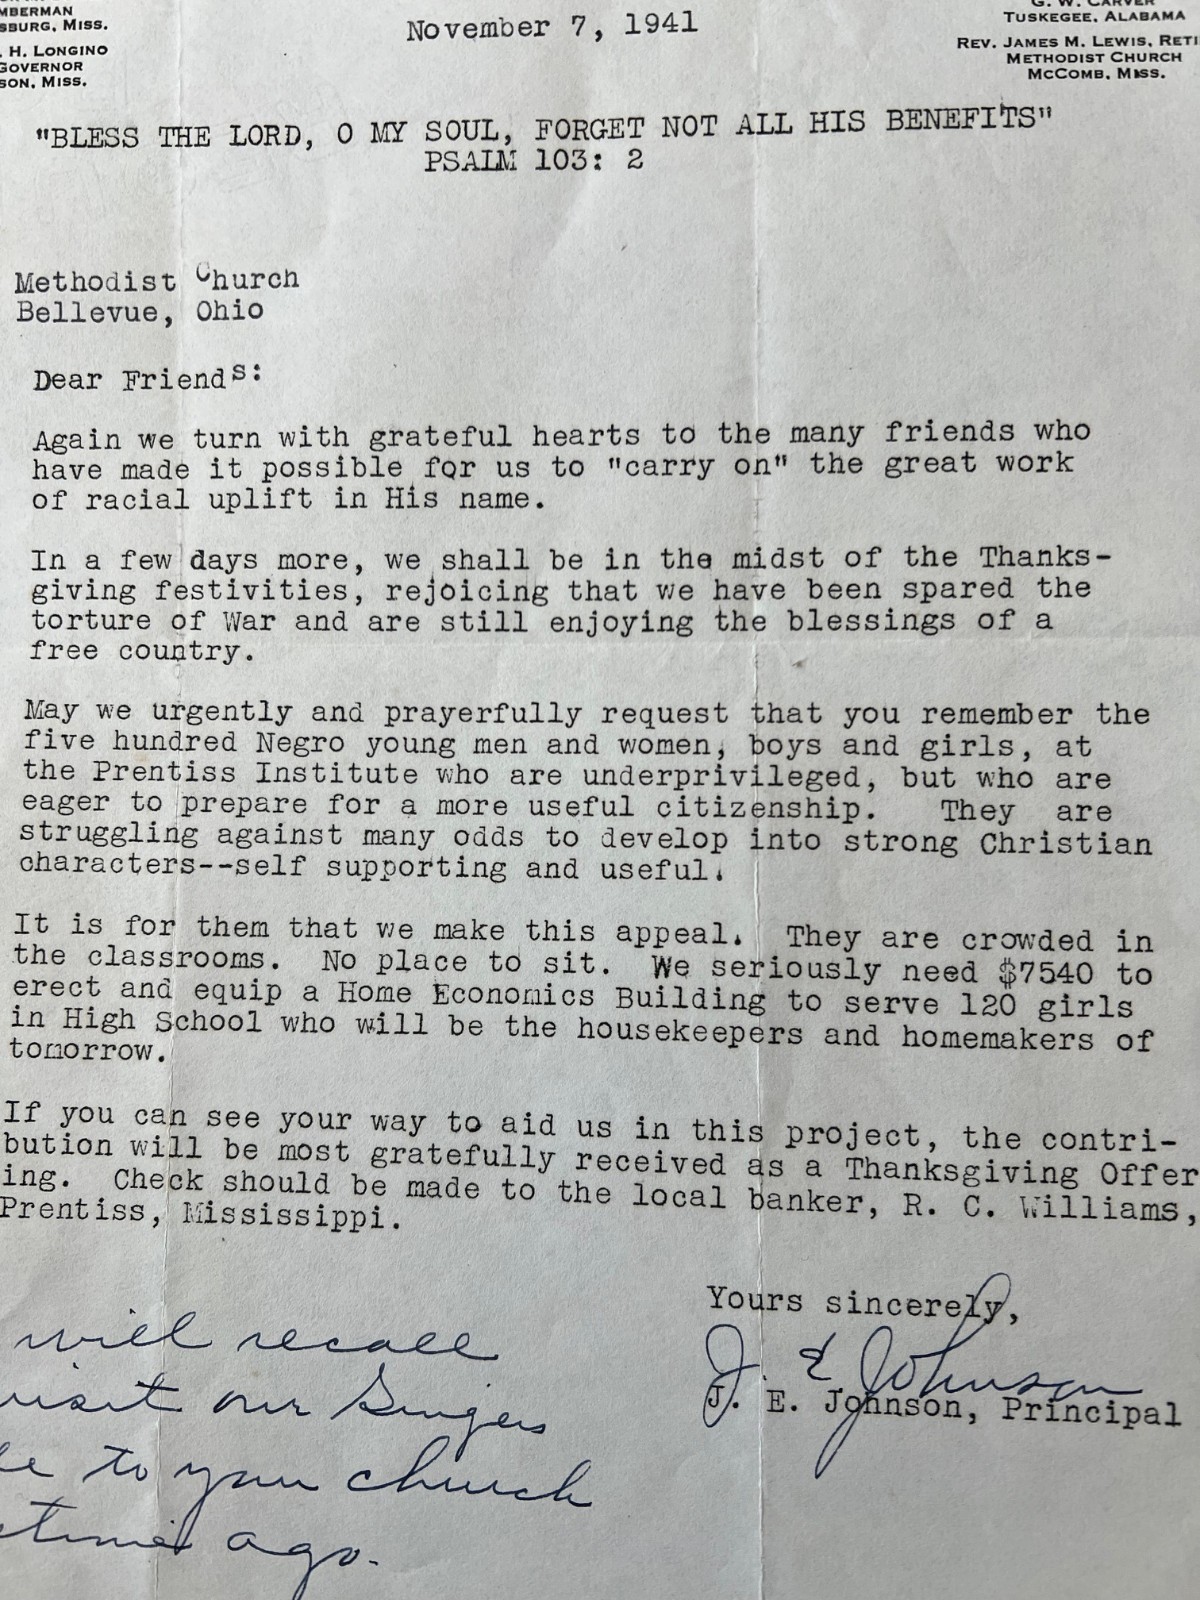 MBERMAN
SBURG, MISS.
. H. LONGINO
GOVERNOR
SON, MISS.
November 7, 1941
G. W. CARVER
TUSKEGEE, ALABAMA
REV. JAMES M. LEWIS, RETI
METHODIST CHURCH
MCCOMB, MISS.
"BLESS THE LORD, O MY SOUL, FORGET NOT ALL HIS BENEFITS"
PSALM 103: 2
Methodist Church
Bellevue, Ohio
Dear Friends:
Again we turn with grateful hearts to the many friends who
have made it possible for us to "carry on" the great work
of racial uplift in His name.
In a few days more, we shall be in the midst of the Thanks-
giving festivities, rejoicing that we have been spared the
torture of War and are still enjoying the blessings of a
free country.
May we urgently and prayerfully request that you remember the
five hundred Negro young men and women, boys and girls, at
the Prentiss Institute who are underprivileged, but who are
eager to prepare for a more useful citizenship. They are
struggling against many odds to develop into strong Christian
characters--self supporting and useful.
It is for them that we make this appeal. They are crowded in
the classrooms. No place to sit. We seriously need $7540 to
erect and equip a Home Economics Building to serve 120 girls
in High School who will be the housekeepers and homemakers of
tomorrow.
If you can see your way to aid us in this project, the contri-
bution will be most gratefully received as a Thanksgiving Offer
ing. Check should be made to the local banker, R. C. Williams,
Prentiss, Mississippi.
Yours sincerely,
J E Johnson
J. E. Johnson, Principal
will recall
visit our Singers
to your church
time ago.